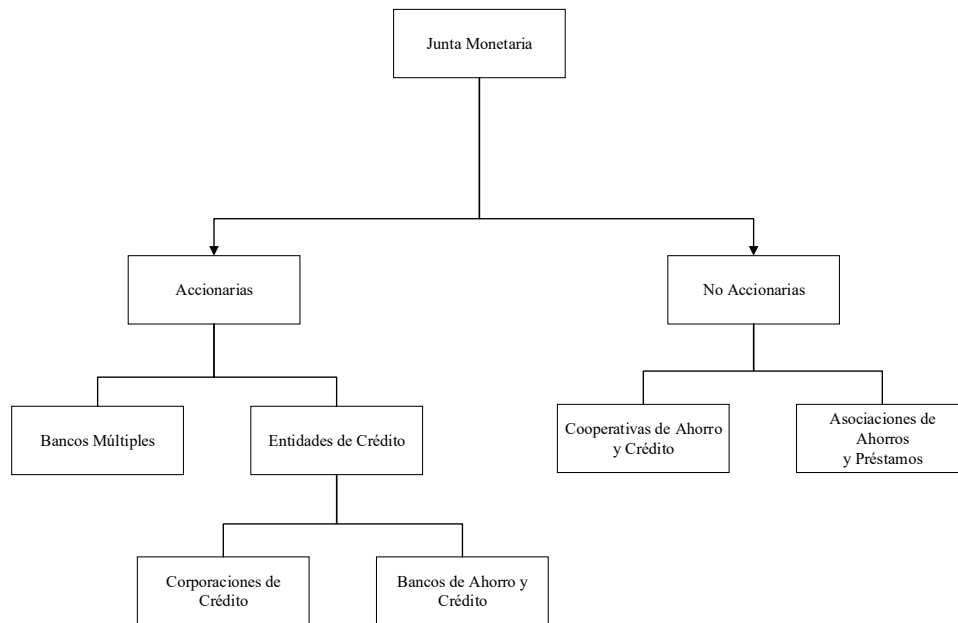 Junta Monetaria
Accionarias
No Accionarias
Bancos Múltiples
Entidades de Crédito
Cooperativas de Ahorro
y Crédito
Asociaciones de
Ahorros
y Préstamos
Corporaciones de
Crédito
Bancos de Ahorro y
Crédito